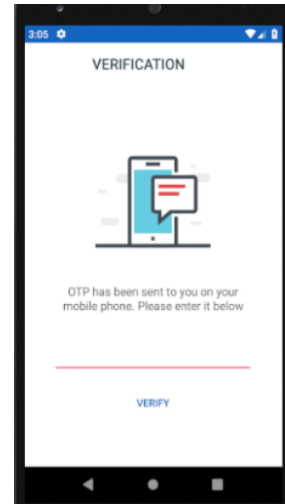 3:05
VERIFICATION
OTP has been sent to you on your
mobile phone. Please enter it below
VERIFY